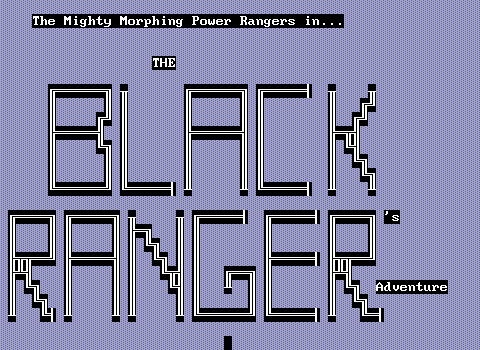 The Mighty Morphing Power Rangers in...
THE
BLACK
RANGER's
Adventure